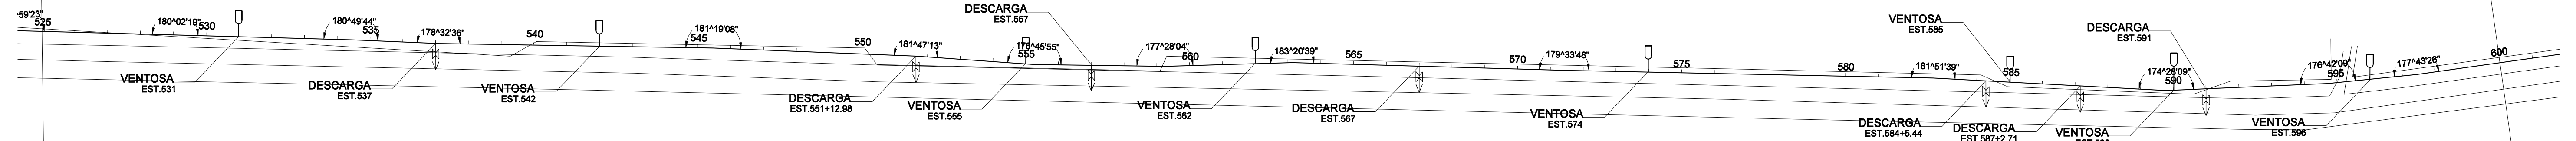 59'23"
525
180^02'19"
530
180^49'44"
535
178^32'36"
540
181^19'08"
545
550
181^47'13"
176^45'55"
555
177^28'04"
560
183^20'39"
565
570
179^33'48"
575
580
181^51'39"
585
174^28'09"
590
176^42'09"
595
177^43'26"
600
DESCARGA
EST.557
VENTOSA
EST.585
DESCARGA
EST.591
VENTOSA
EST.531
DESCARGA
EST.537
VENTOSA
EST.542
DESCARGA
EST.551+12.98
VENTOSA
EST.555
VENTOSA
EST.562
DESCARGA
EST.567
VENTOSA
EST.574
DESCARGA
EST.584+5.44
DESCARGA
EST.587+2.71
VENTOSA
VENTOSA
EST.596